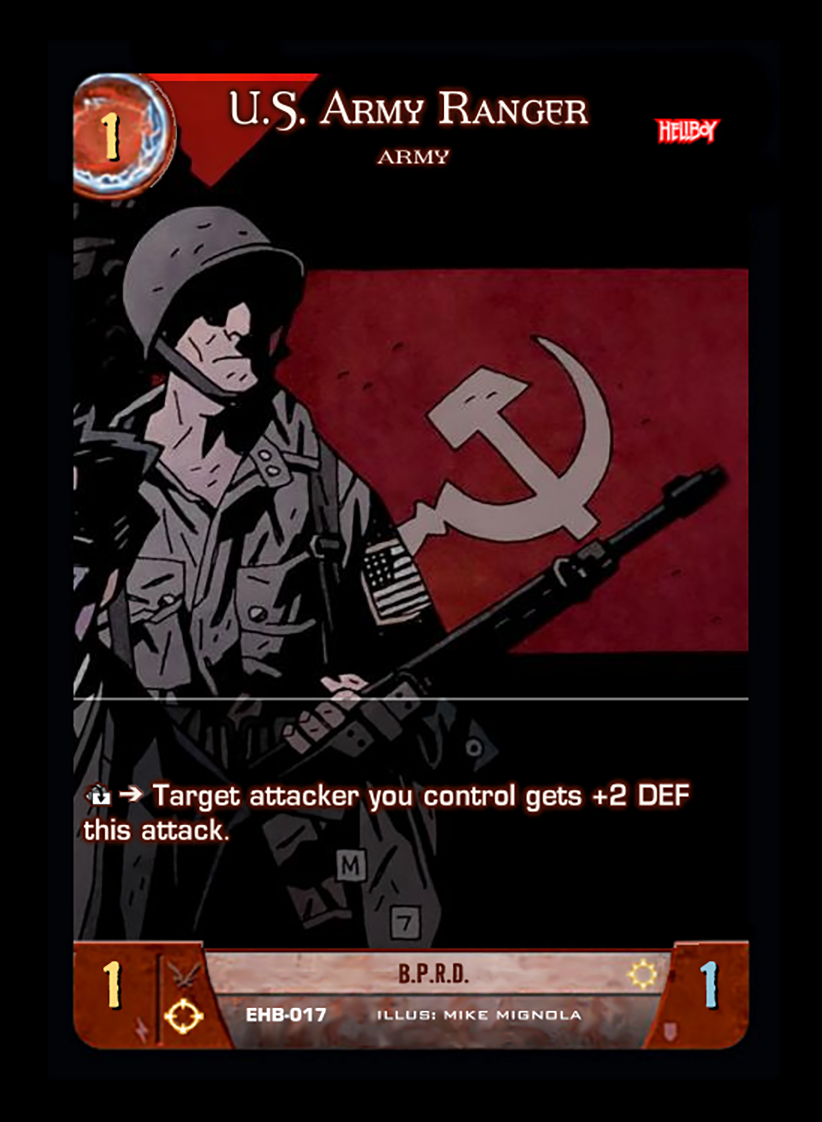 1
U.S. ARMY RANGER
HELLBOY
ARMY
→ Target attacker you control gets +2 DEF
this attack.
M
7
1
B.P.R.D.
1
EHB-017
ILLUS: MIKE MIGNOLA